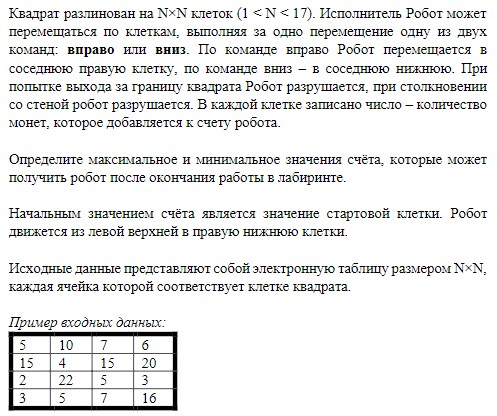 Квадрат разлинован на N×N клеток (1 < N < 17). Исполнитель Робот может
перемещаться по клеткам, выполняя за одно перемещение одну из двух
команд: вправо или вниз. По команде вправо Робот перемещается в
соседнюю правую клетку, по команде вниз – в соседнюю нижнюю. При
попытке выхода за границу квадрата Робот разрушается, при столкновении
со стеной робот разрушается. В каждой клетке записано число – количество
монет, которое добавляется к счету робота.
Определите максимальное и минимальное значения счёта, которые может
получить робот после окончания работы в лабиринте.
Начальным значением счёта является значение стартовой клетки. Робот
движется из левой верхней в правую нижнюю клетки.
Исходные данные представляют собой электронную таблицу размером N×N,
каждая ячейка которой соответствует клетке квадрата.
Пример входных данных:
5 10 7 6
15 4 15 20
2 22 5 3
3 5 7 16